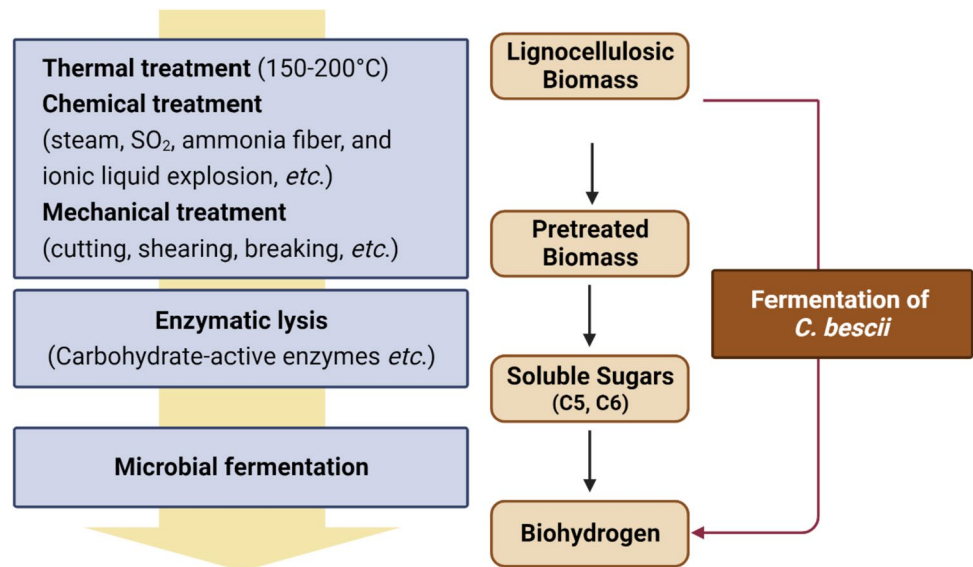 Thermal treatment (150-200°C)
Chemical treatment
(steam, SO₂, ammonia fiber, and
ionic liquid explosion, etc.)
Mechanical treatment
(cutting, shearing, breaking, etc.)
Enzymatic lysis
(Carbohydrate-active enzymes etc.)
Microbial fermentation
Lignocellulosic
Biomass
Pretreated
Biomass
Soluble Sugars
(C5, C6)
Biohydrogen
Fermentation of
C. bescii